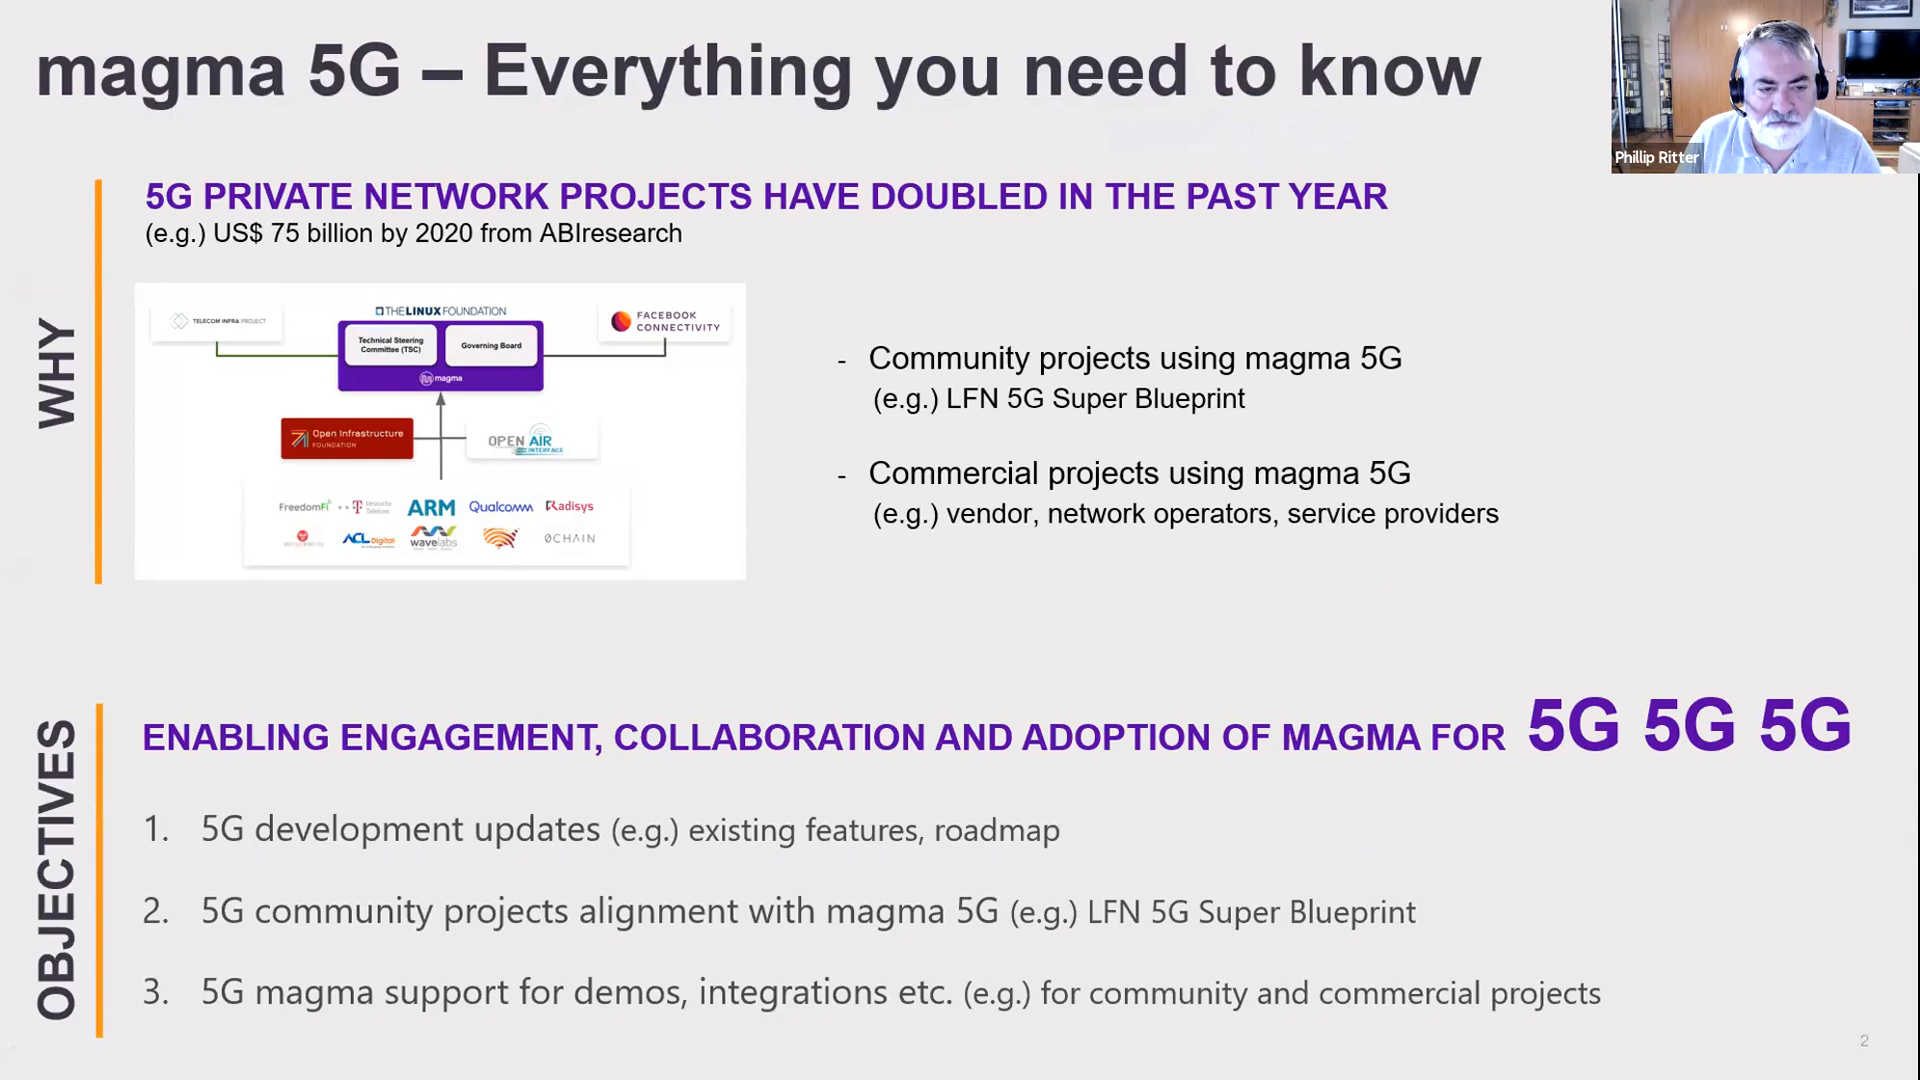 magma 5G – Everything you need to know
Phillip Ritter
WHY
5G PRIVATE NETWORK PROJECTS HAVE DOUBLED IN THE PAST YEAR
(e.g.) US$ 75 billion by 2020 from ABIresearch
THE LINUX FOUNDATION
TELECOM INFRA PROJECT
Technical Steering
Committee (TSC)
Governing Board
magma
FACEBOOK
CONNECTIVITY
Open Infrastructure
FOUNDATION
OPEN AIR
INTERFACE
FreedomFi
Deutsche
Telekom
ARM
Qualcomm
Radisys
ACL Digital
wavelabs
0CHAIN
- Community projects using magma 5G
(e.g.) LFN 5G Super Blueprint
- Commercial projects using magma 5G
(e.g.) vendor, network operators, service providers
OBJECTIVES
ENABLING ENGAGEMENT, COLLABORATION AND ADOPTION OF MAGMA FOR 5G 5G 5G
1. 5G development updates (e.g.) existing features, roadmap
2. 5G community projects alignment with magma 5G (e.g.) LFN 5G Super Blueprint
3. 5G magma support for demos, integrations etc. (e.g.) for community and commercial projects
2